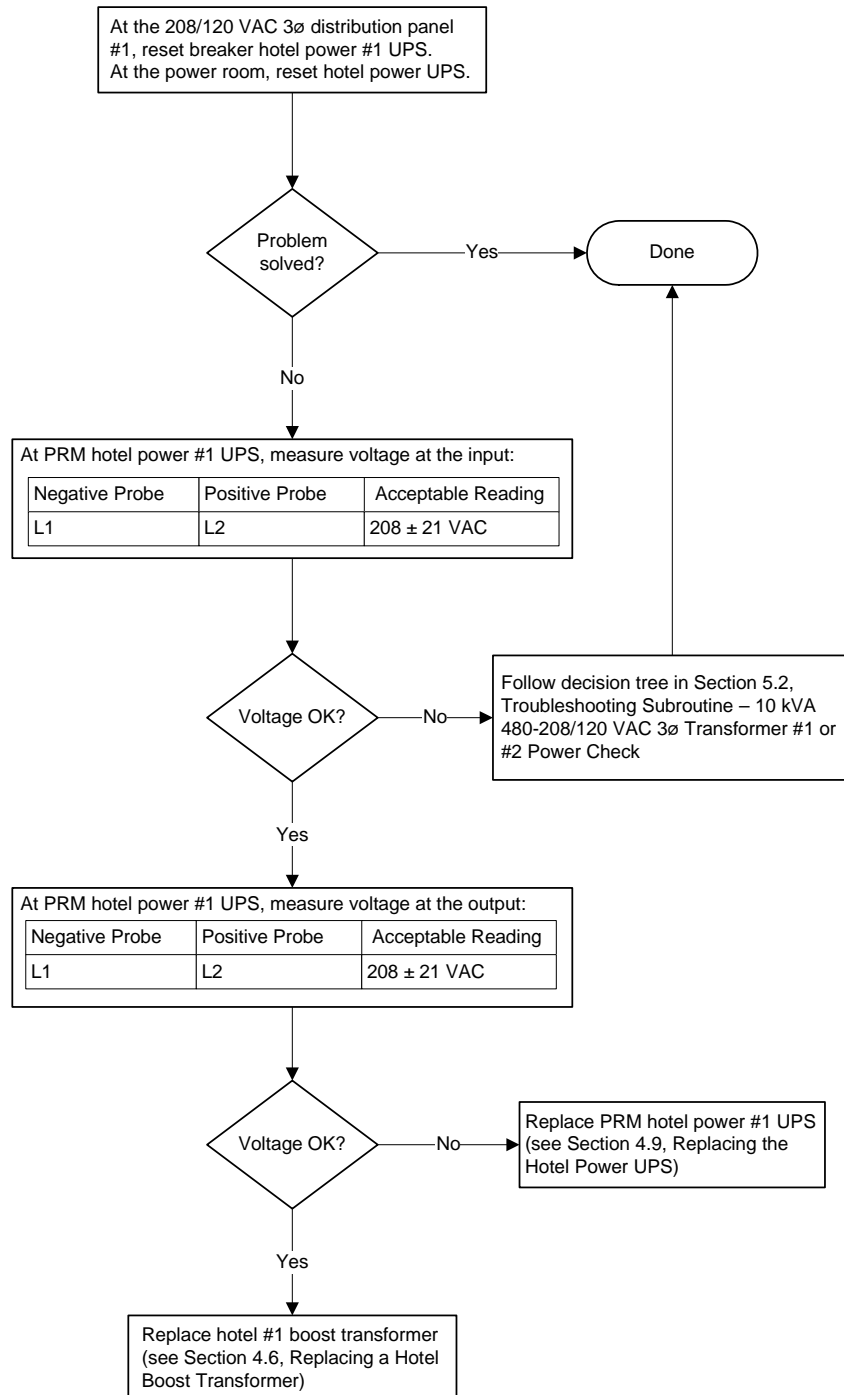 At the 208/120 VAC 3ø distribution panel
#1, reset breaker hotel power #1 UPS.
At the power room, reset hotel power UPS.
Problem
solved?
Yes
Done
No
At PRM hotel power #1 UPS, measure voltage at the input:
Negative Probe Positive Probe Acceptable Reading
L1 L2 208 ± 21 VAC
Voltage OK?
No
Follow decision tree in Section 5.2,
Troubleshooting Subroutine – 10 kVA
480-208/120 VAC 3ø Transformer #1 or
#2 Power Check
Yes
At PRM hotel power #1 UPS, measure voltage at the output:
Negative Probe Positive Probe Acceptable Reading
L1 L2 208 ± 21 VAC
Voltage OK?
No
Replace PRM hotel power #1 UPS
(see Section 4.9, Replacing the
Hotel Power UPS)
Yes
Replace hotel #1 boost transformer
(see Section 4.6, Replacing a Hotel
Boost Transformer)